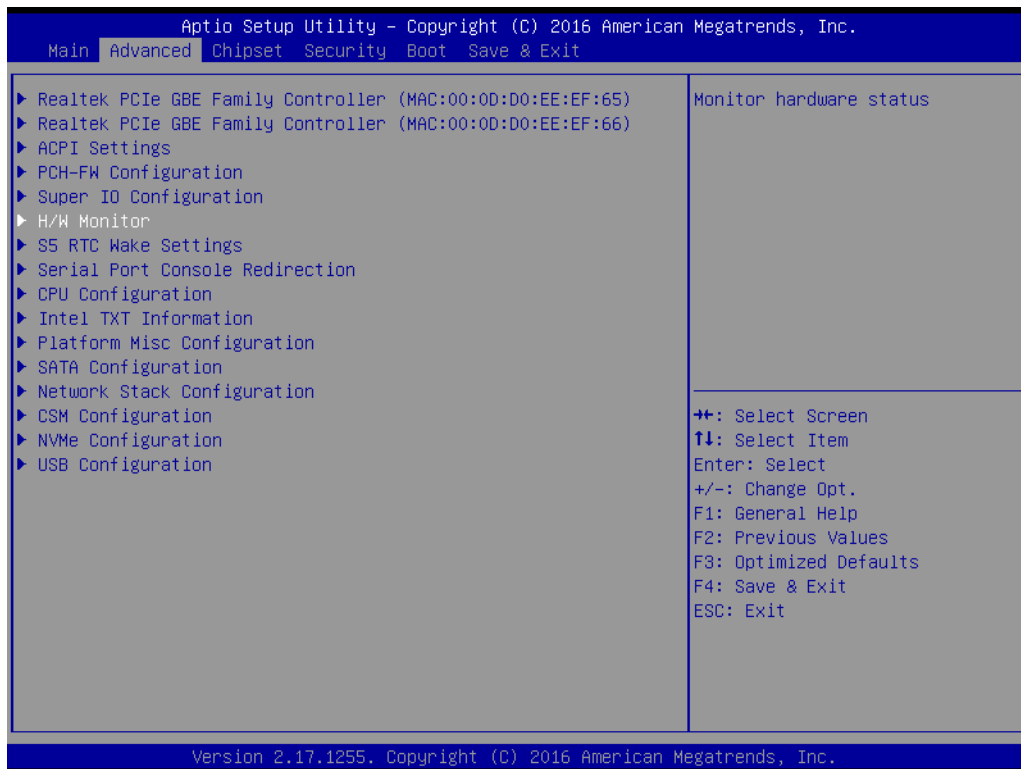 Aptio Setup Utility – Copyright (C) 2016 American Megatrends, Inc.
Main Advanced Chipset Security Boot Save & Exit
▶ Realtek PCIe GBE Family Controller (MAC:00:0D:D0:EE:EF:65)
▶ Realtek PCIe GBE Family Controller (MAC:00:0D:D0:EE:EF:66)
▶ ACPI Settings
▶ PCH-FW Configuration
▶ Super IO Configuration
▶ H/W Monitor
▶ S5 RTC Wake Settings
▶ Serial Port Console Redirection
▶ CPU Configuration
▶ Intel TXT Information
▶ Platform Misc Configuration
▶ SATA Configuration
▶ Network Stack Configuration
▶ CSM Configuration
▶ NVMe Configuration
▶ USB Configuration
Monitor hardware status
→←: Select Screen
↑↓: Select Item
Enter: Select
+/-: Change Opt.
F1: General Help
F2: Previous Values
F3: Optimized Defaults
F4: Save & Exit
ESC: Exit
Version 2.17.1255. Copyright (C) 2016 American Megatrends, Inc.